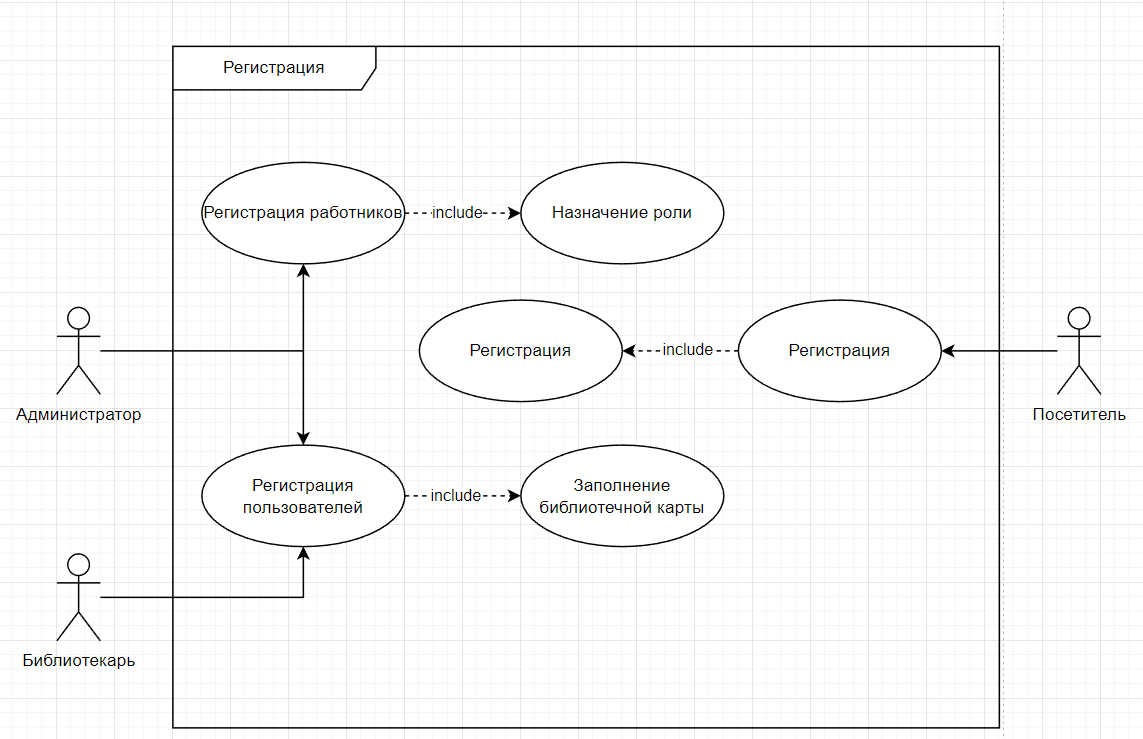 Регистрация
Регистрация работников
include
Назначение роли
Регистрация
include
Регистрация
Администратор
Посетитель
Регистрация
пользователей
include
Заполнение
библиотечной карты
Библиотекарь